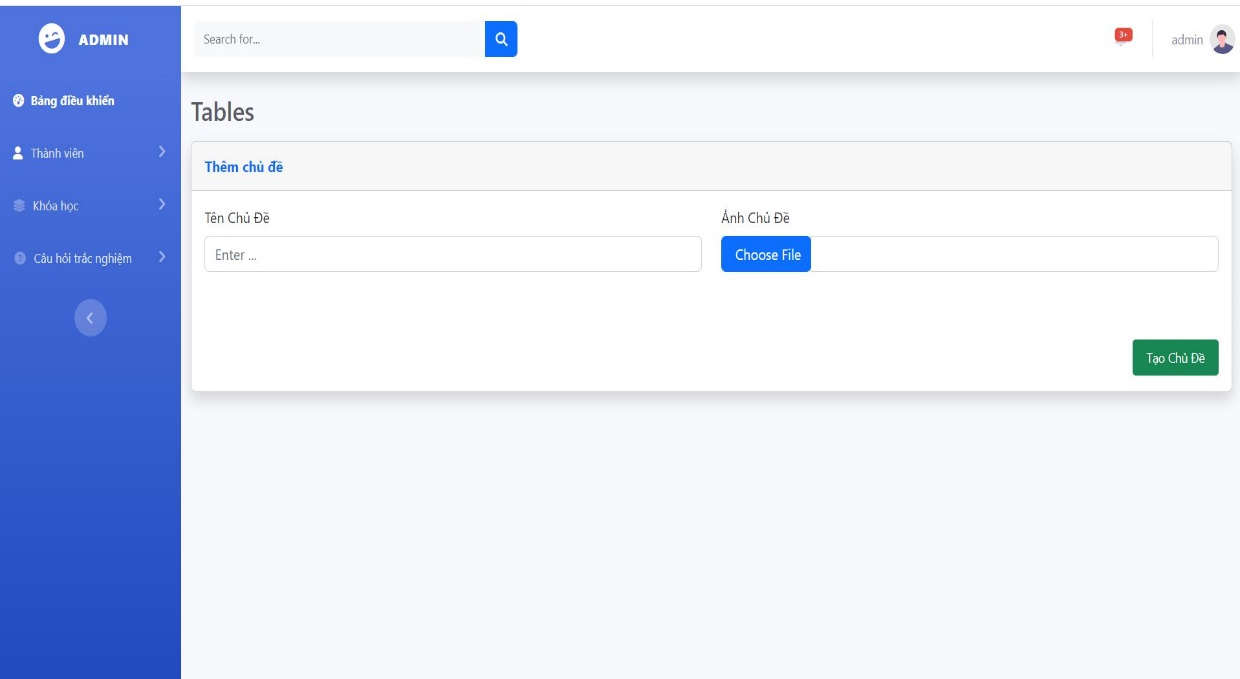 ADMIN
Search for...
3+
admin
Bảng điều khiển
Thành viên
Khóa học
Câu hỏi trắc nghiệm
Tables
Thêm chủ đề
Tên Chủ Đề
Ảnh Chủ Đề
Enter ...
Choose File
Tạo Chủ Đề